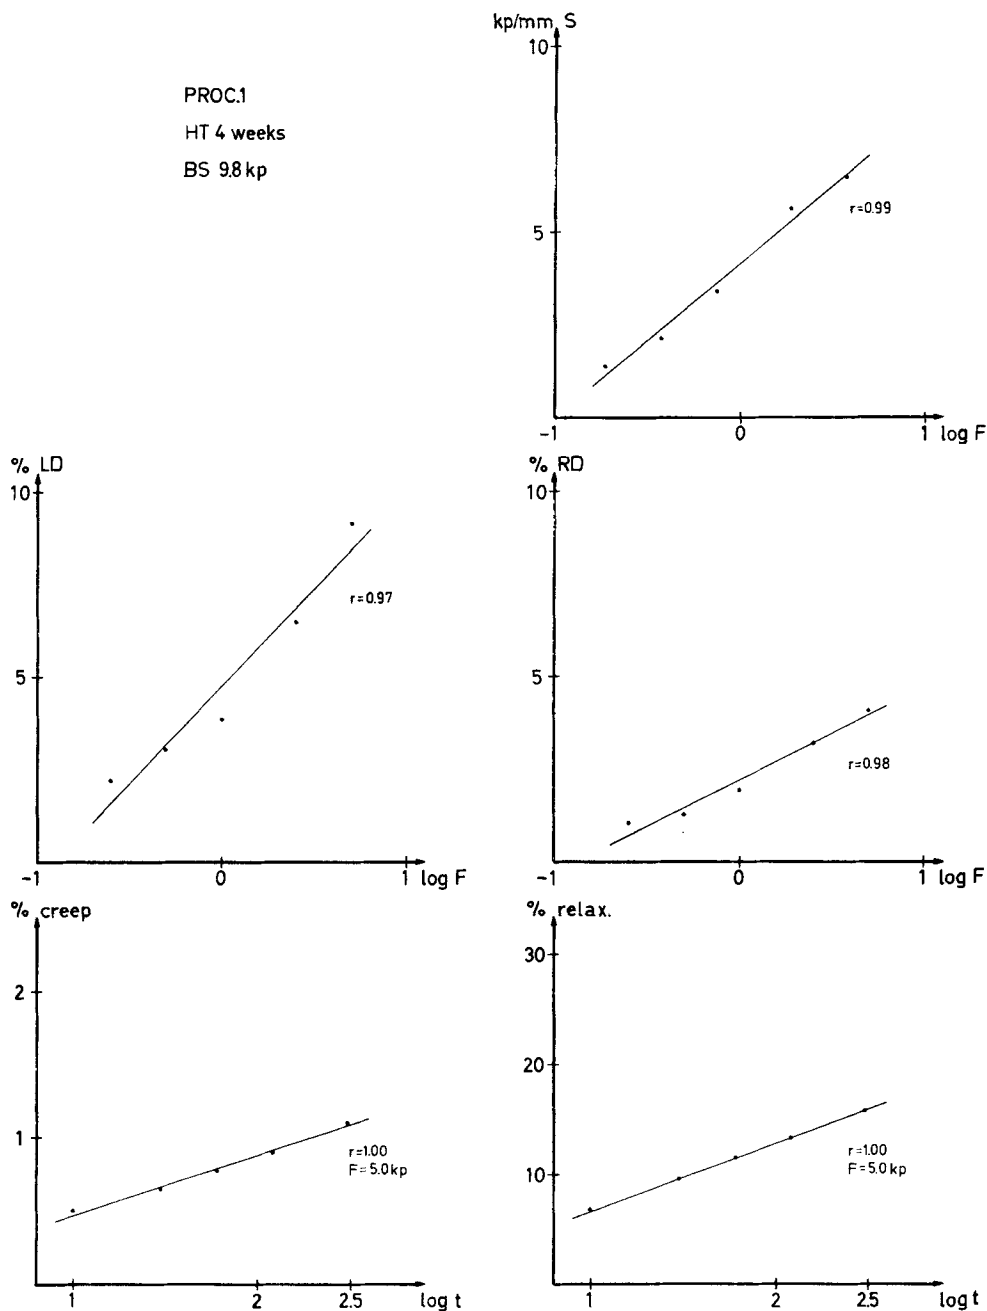 kp/mm S
10
5
r=0.99
-1 0 1 log F
PROC.1
HT 4 weeks
BS 9.8 kp
% LD
10
5
r=0.97
-1 0 1 log F
% RD
10
5
r=0.98
-1 0 1 log F
% creep
2
1
r=1.00
F=5.0 kp
1 2 2.5 log t
% relax.
30
20
10
r=1.00
F=5.0 kp
1 2 2.5 log t